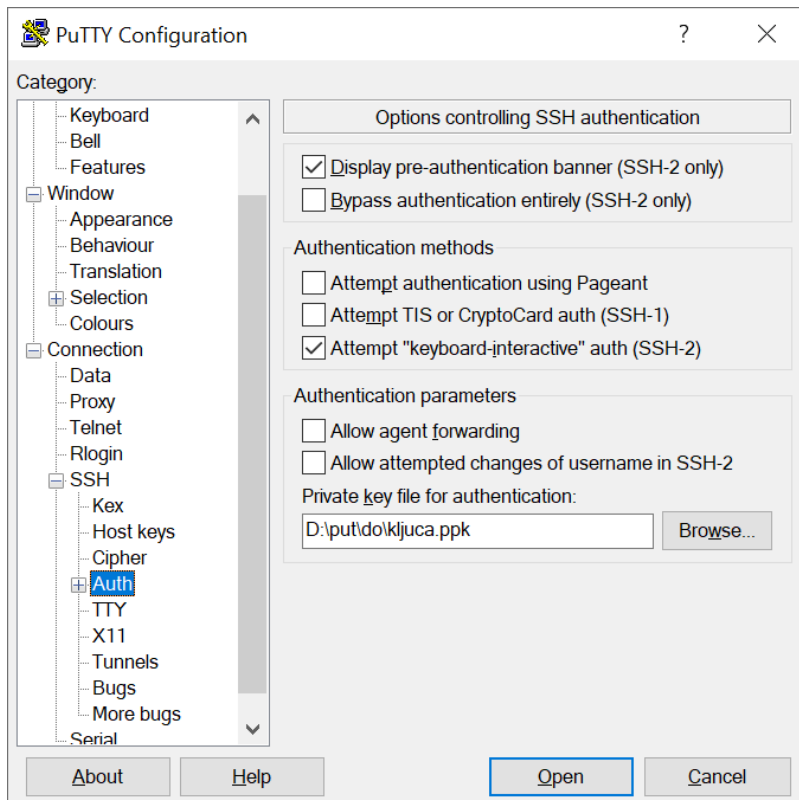 PuTTY Configuration
?
Category:
Keyboard
Bell
Features
Window
Appearance
Behaviour
Translation
Selection
Colours
Connection
Data
Proxy
Telnet
Rlogin
SSH
Kex
Host keys
Cipher
Auth
TTY
X11
Tunnels
Bugs
More bugs
Serial
Options controlling SSH authentication
Display pre-authentication banner (SSH-2 only)
Bypass authentication entirely (SSH-2 only)
Authentication methods
Attempt authentication using Pageant
Attempt TIS or CryptoCard auth (SSH-1)
Attempt "keyboard-interactive" auth (SSH-2)
Authentication parameters
Allow agent forwarding
Allow attempted changes of username in SSH-2
Private key file for authentication:
D:\put\do\kljuca.ppk
Browse...
About
Help
Open
Cancel